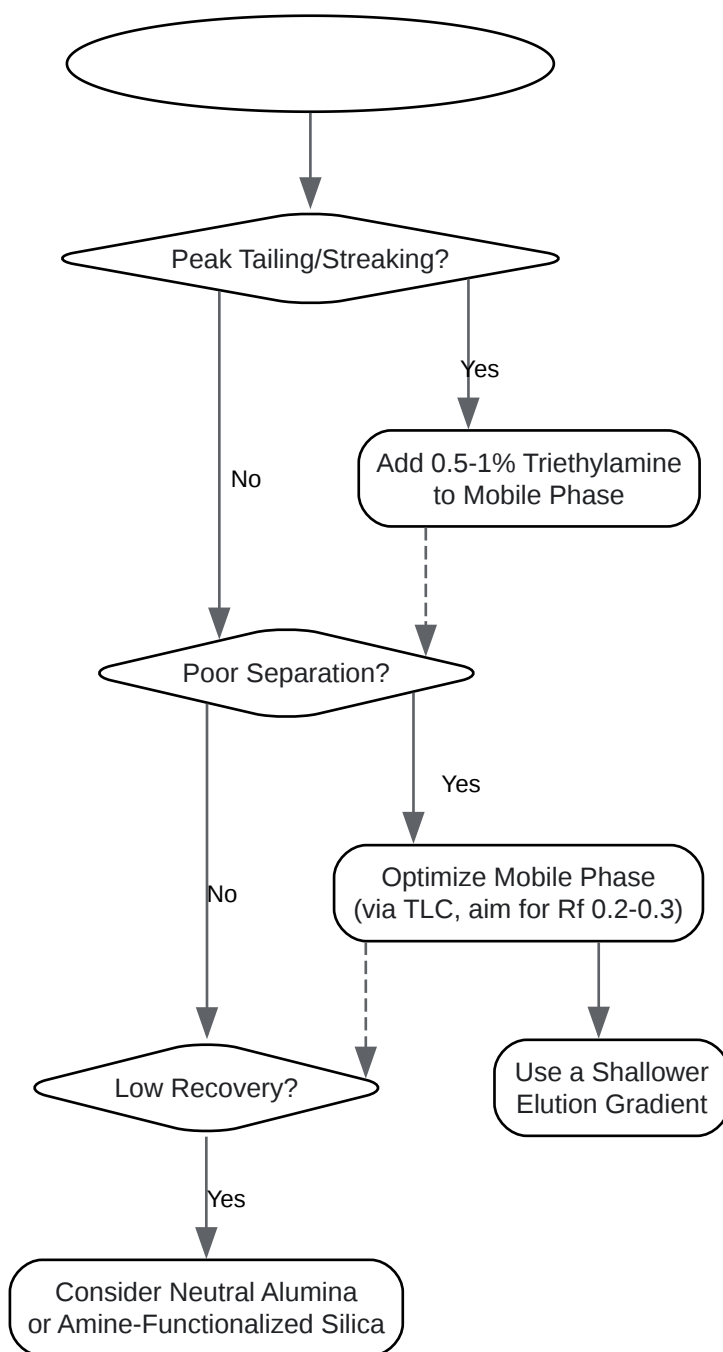 Peak Tailing/Streaking?
Yes
Add 0.5-1% Triethylamine
to Mobile Phase
No
Poor Separation?
Yes
Optimize Mobile Phase
(via TLC, aim for Rf 0.2-0.3)
No
Use a Shallower
Elution Gradient
Low Recovery?
Yes
Consider Neutral Alumina
or Amine-Functionalized Silica